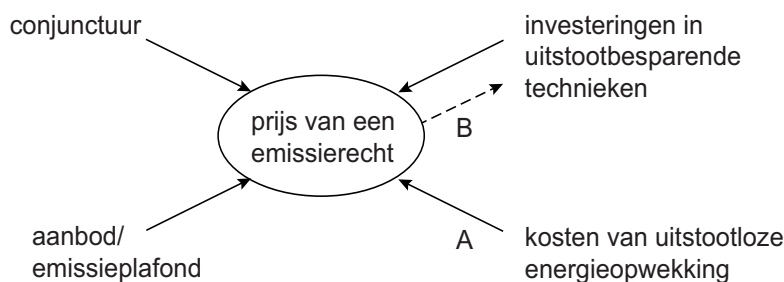 conjunctuur
investeringen in
uitstootbesparende
technieken
prijs van een
emissierecht
B
aanbod/
emissieplafond
A
kosten van uitstootloze
energieopwekking